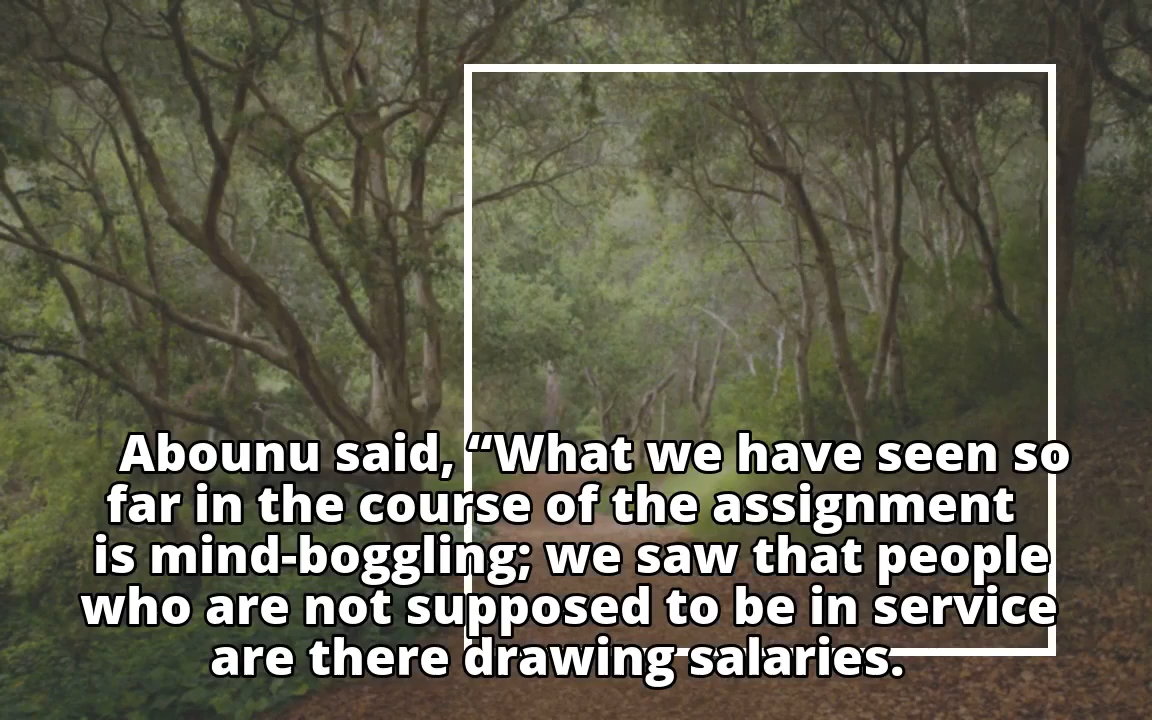 Abounu said, “What we have seen so
far in the course of the assignment
is mind-boggling; we saw that people
who are not supposed to be in service
are there drawing salaries.